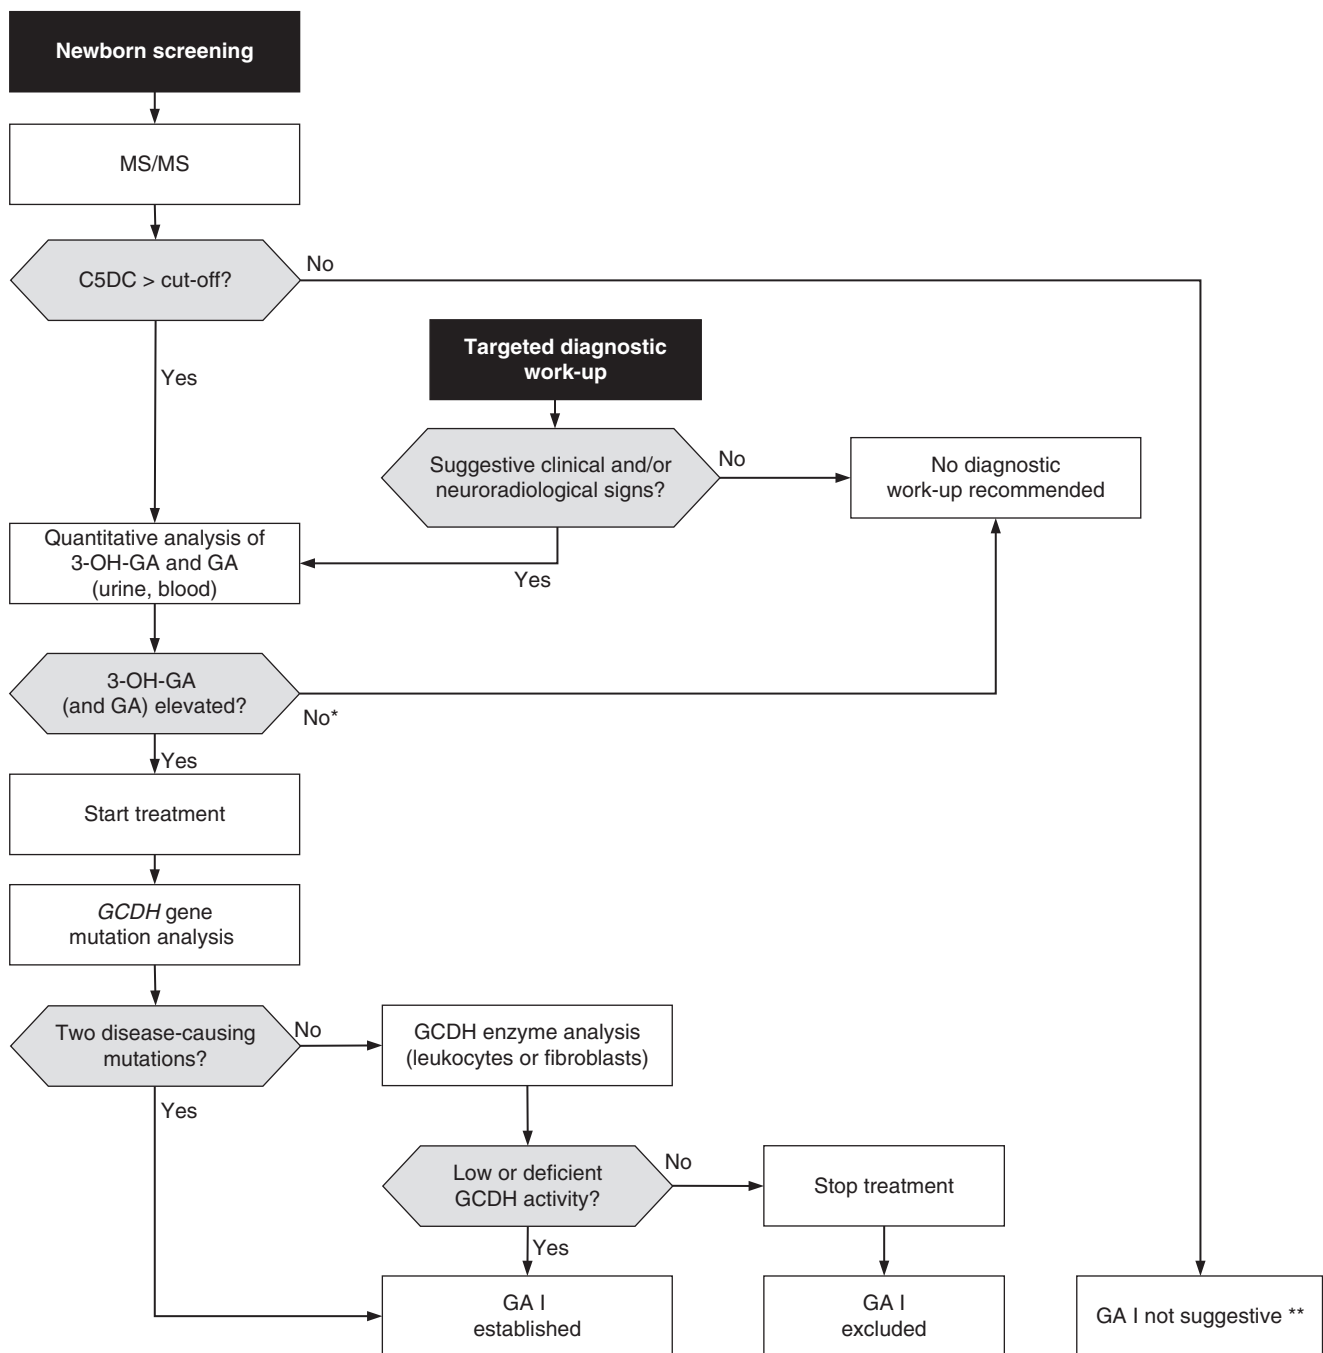 Newborn screening
MS/MS
C5DC > cut-off?
No
Yes
Targeted diagnostic
work-up
Suggestive clinical and/or
neuroradiological signs?
No
No diagnostic
work-up recommended
Yes
Quantitative analysis of
3-OH-GA and GA
(urine, blood)
3-OH-GA
(and GA) elevated?
No*
Yes
Start treatment
GCDH gene
mutation analysis
Two disease-causing
mutations?
No
Yes
GCDH enzyme analysis
(leukocytes or fibroblasts)
Low or deficient
GCDH activity?
No
Yes
Stop treatment
GA I
established
GA I
excluded
GA I not suggestive **